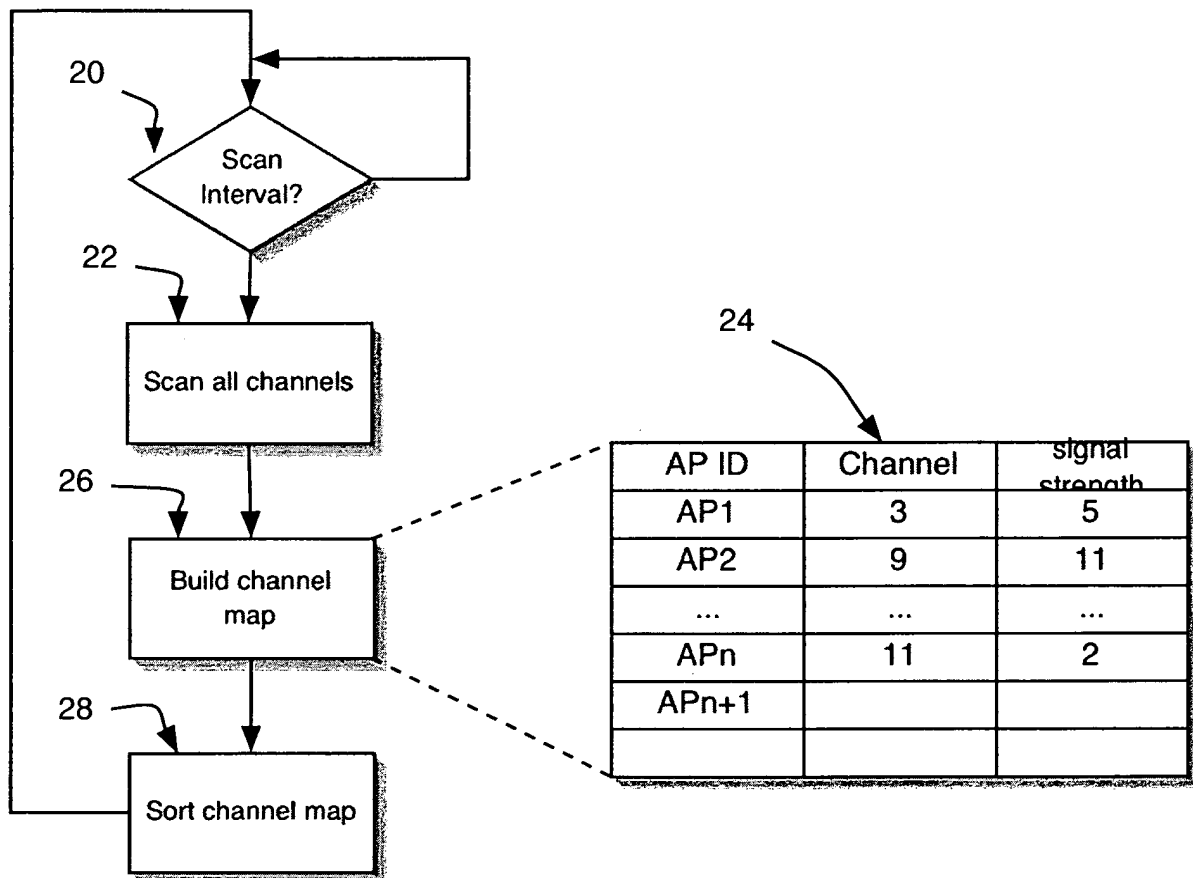 20
Scan
Interval?
22
Scan all channels
24
26
Build channel
map
AP ID Channel signal
strength
AP1 3 5
AP2 9 11
... ... ...
APn 11 2
APn+1
28
Sort channel map